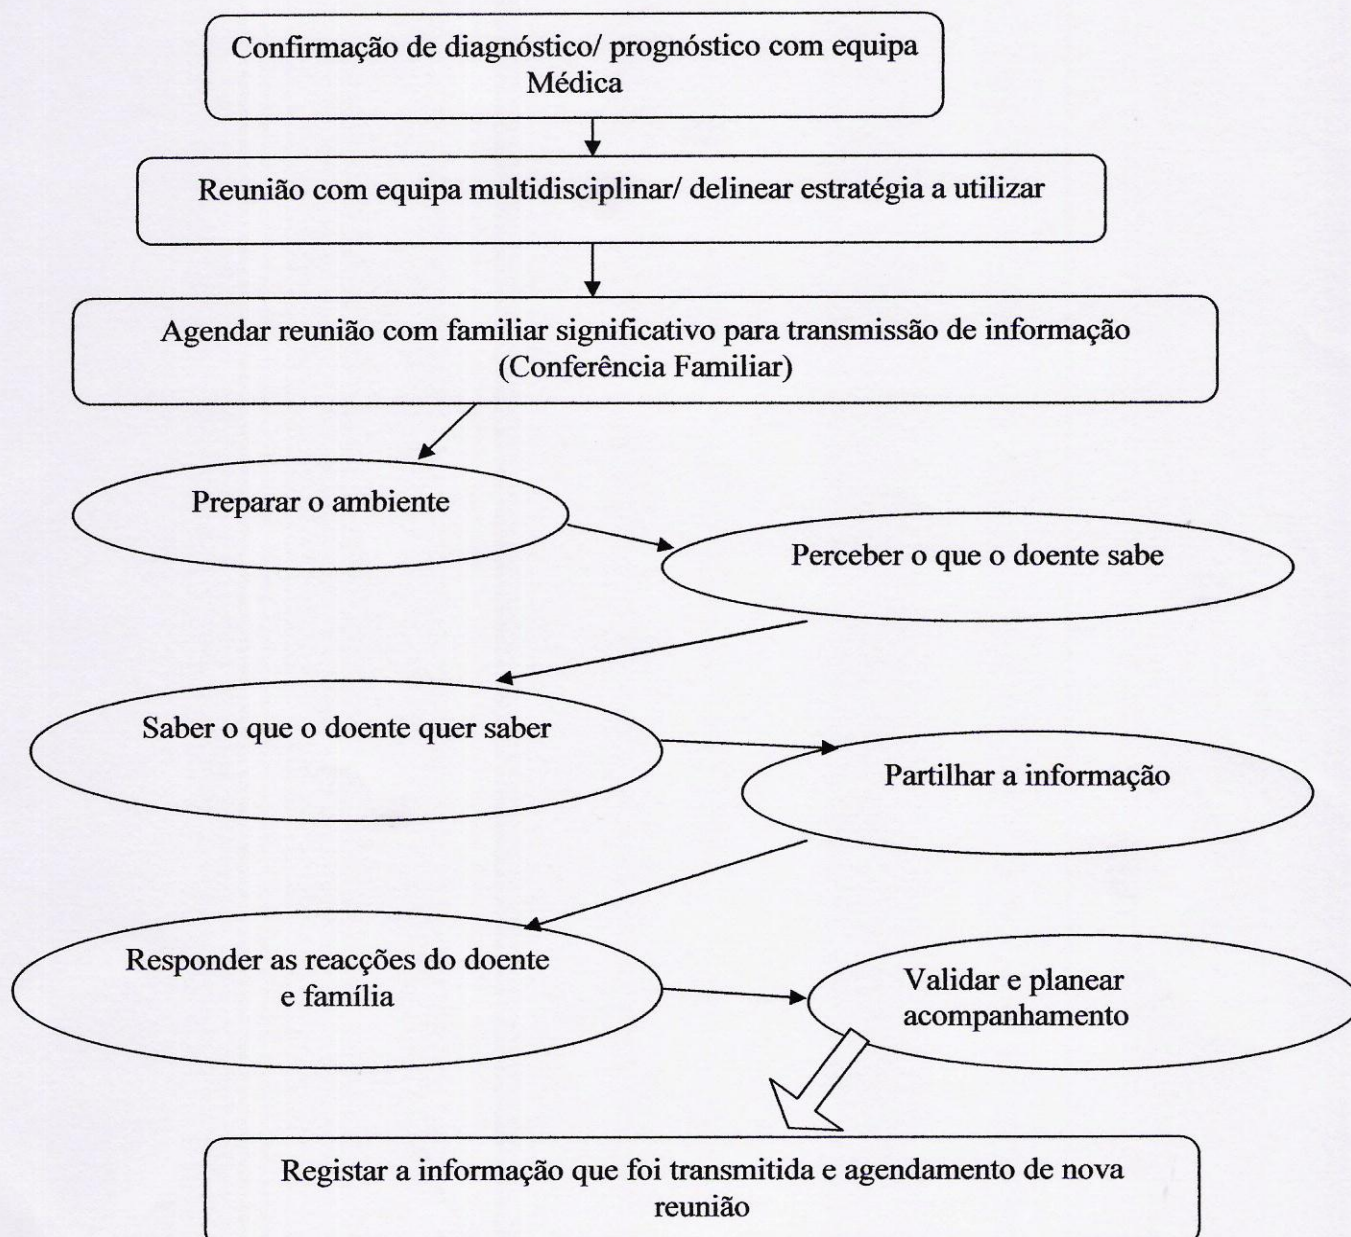 Confirmação de diagnóstico/ prognóstico com equipa
Médica
Reunião com equipa multidisciplinar/ delinear estratégia a utilizar
Agendar reunião com familiar significativo para transmissão de informação
(Conferência Familiar)
Preparar o ambiente
Perceber o que o doente sabe
Saber o que o doente quer saber
Partilhar a informação
Responder as reacções do doente
e família
Validar e planear
acompanhamento
Registar a informação que foi transmitida e agendamento de nova
reunião